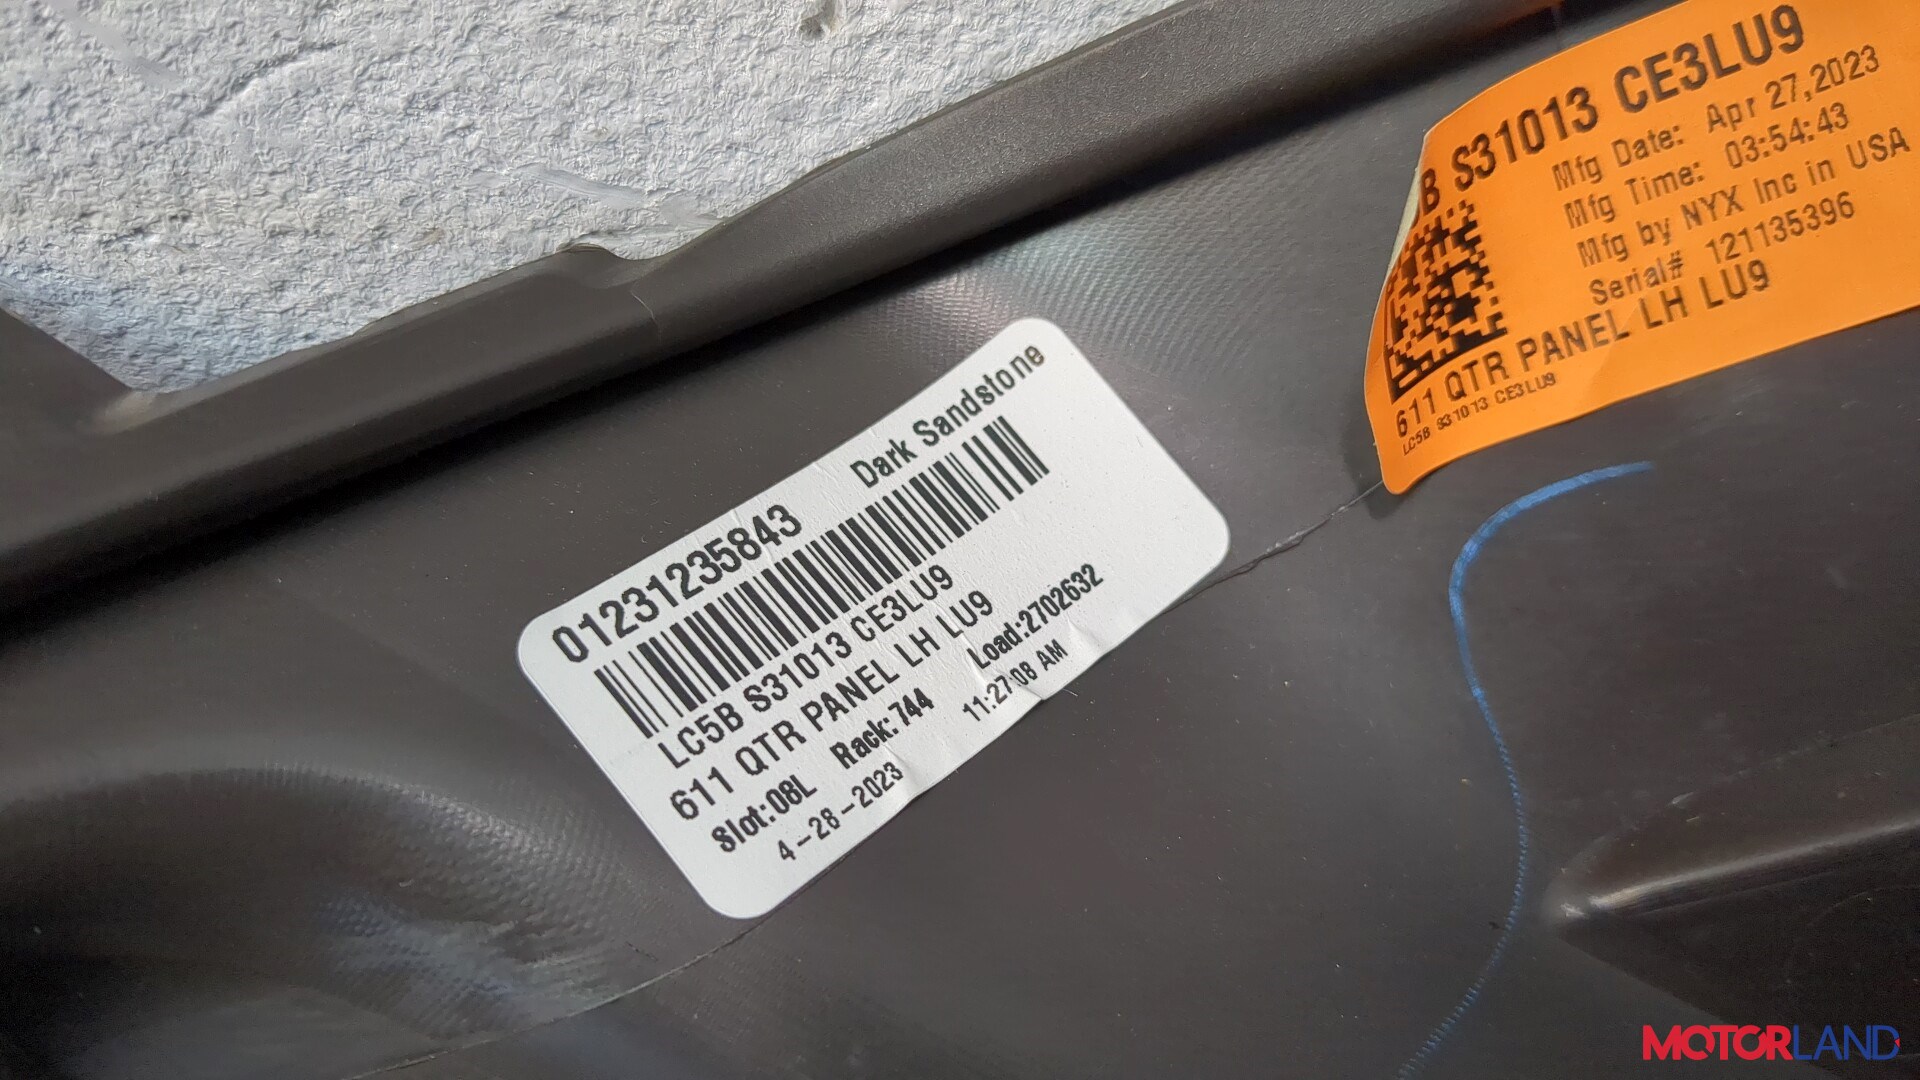 01231235843 Dark Sandstone
LC5B S31013 CE3LU9
611 QTR PANEL LH LU9
Slot:08L Rack:744 Load:2702632
4-28-2023 11:27:08 AM
B S31013 CE3LU9
Mfg Date: Apr 27,2023
Mfg Time: 03:54:43
Mfg by NYX Inc in USA
Serial# 121135396
611 QTR PANEL LH LU9
LC5B S31013 CE3LU9
MOTORLAND